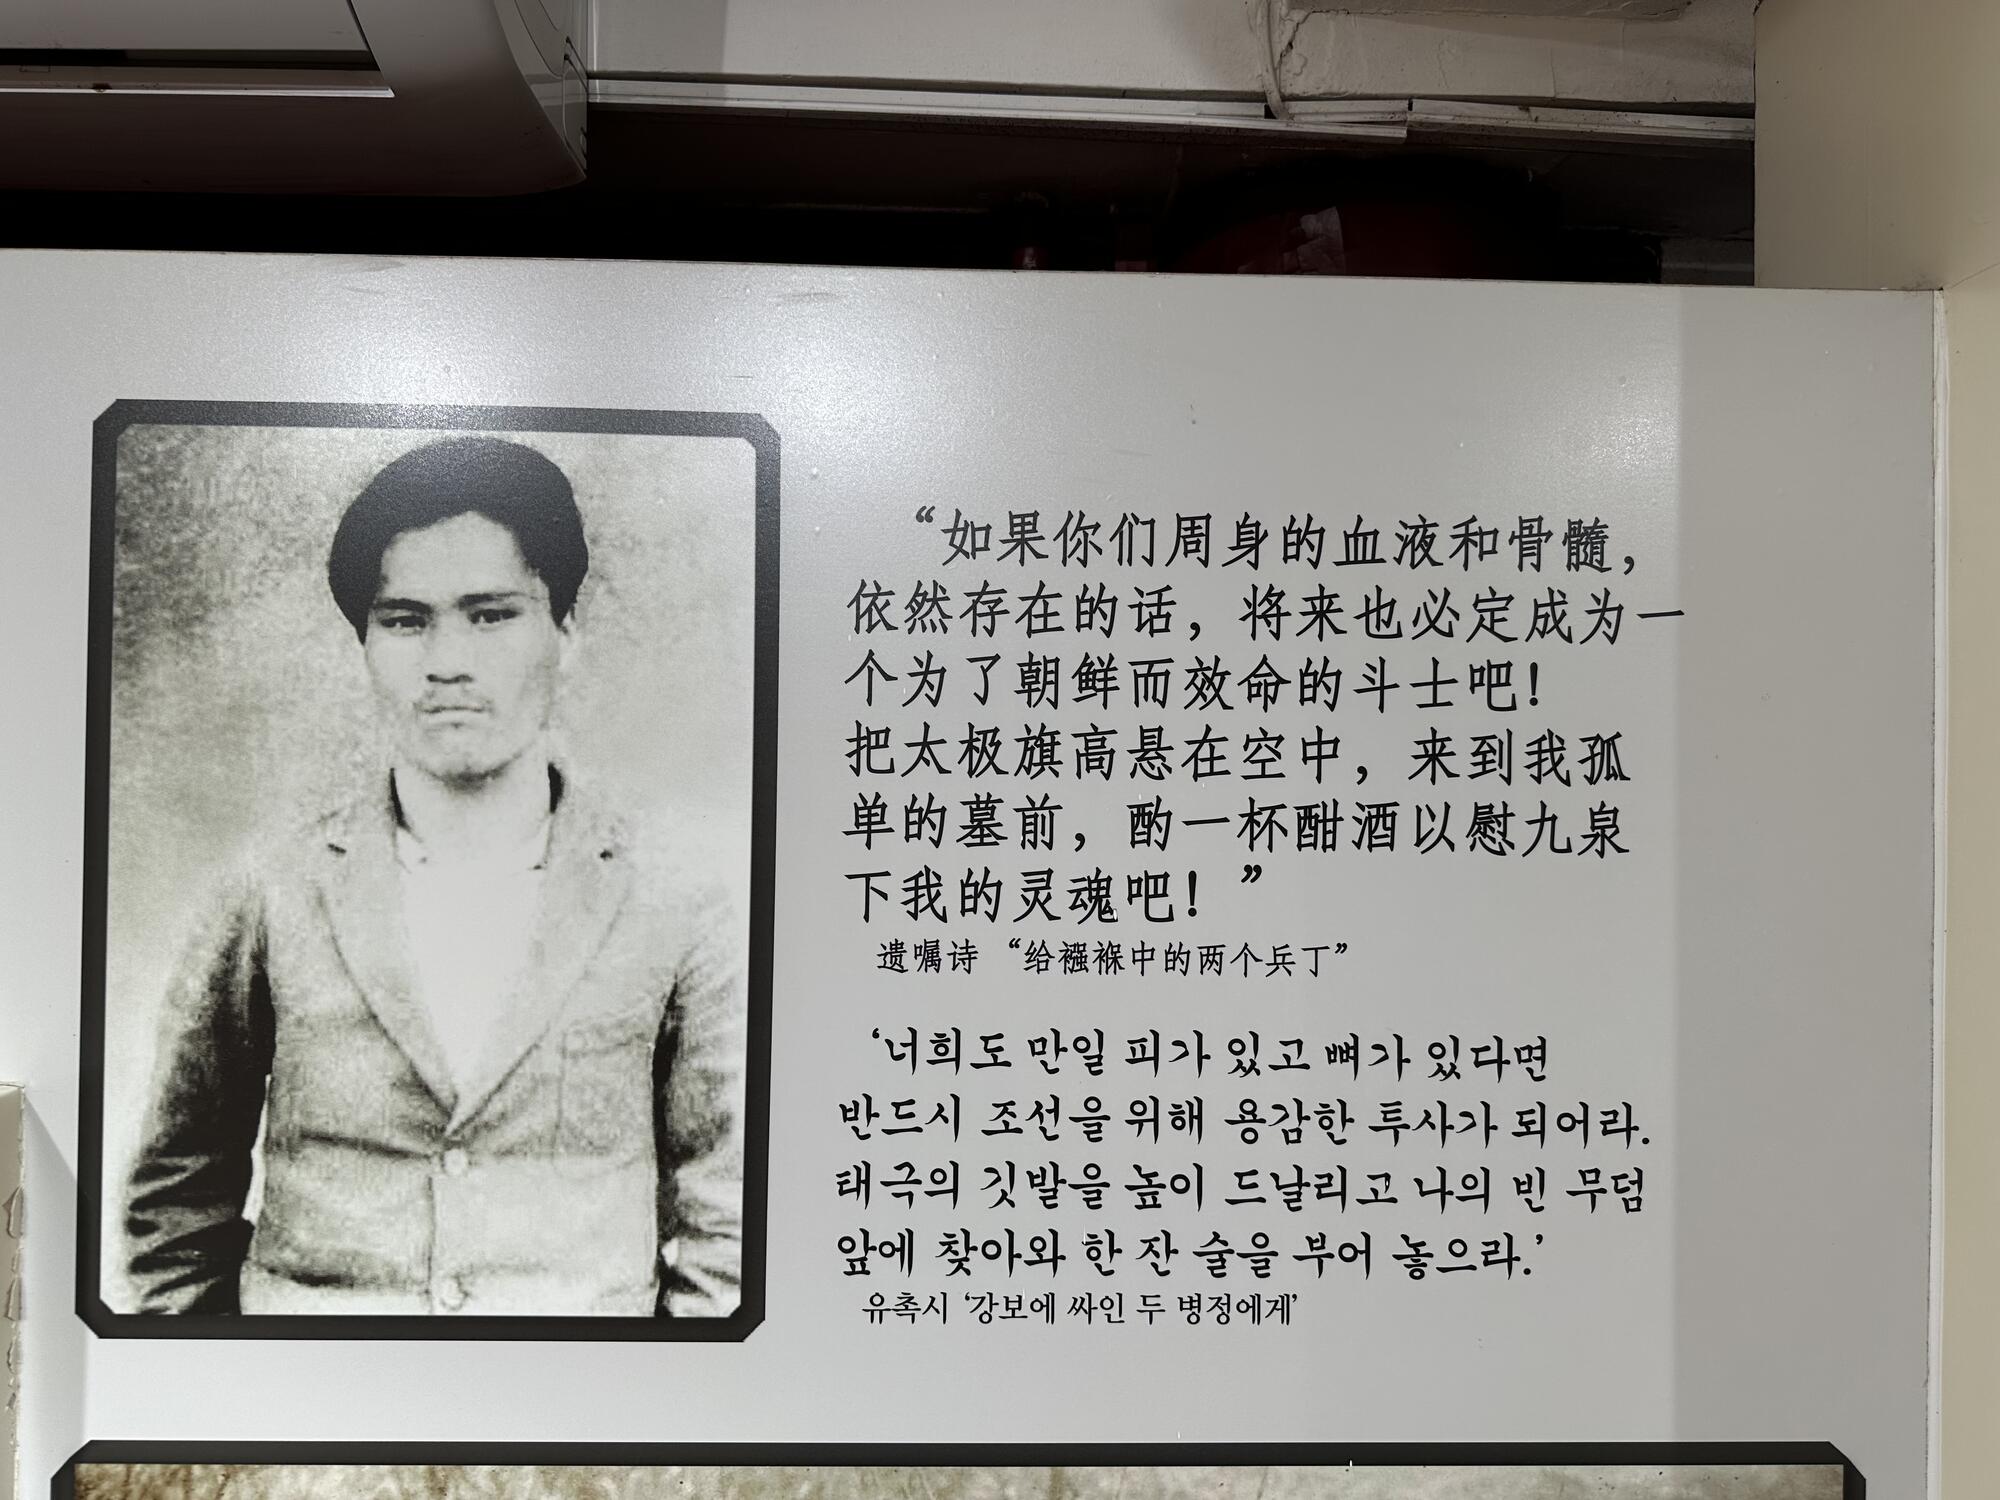 “如果你们周身的血液和骨髓，
依然存在的话，将来也必定成为一
个为了朝鲜而效命的斗士吧！
把太极旗高悬在空中，来到我孤
单的墓前，酌一杯酣酒以慰九泉
下我的灵魂吧！”
遗嘱诗 “给襁褓中的两个兵丁”
‘너희도 만일 피가 있고 뼈가 있다면
반드시 조선을 위해 용감한 투사가 되어라.
태극의 깃발을 높이 드날리고 나의 빈 무덤
앞에 찾아와 한 잔 술을 부어 놓으라.’
유촉시 ‘강보에 싸인 두 병정에게’